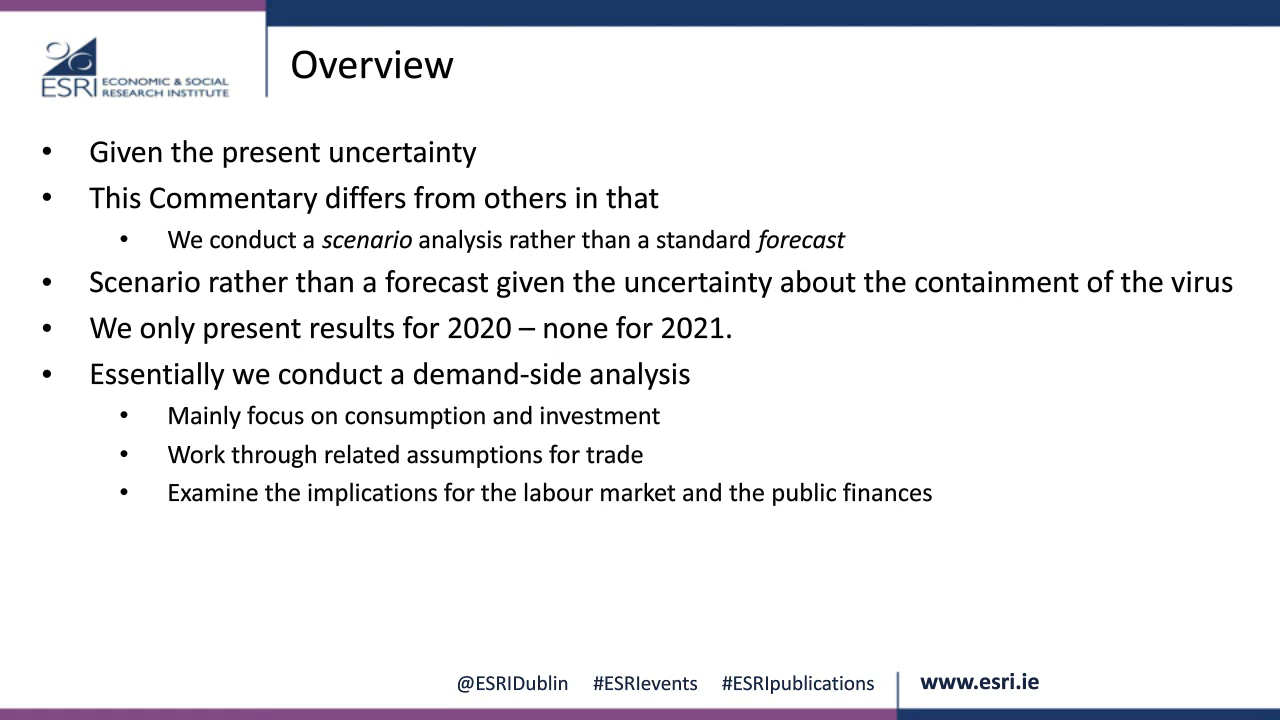 ESRI ECONOMIC & SOCIAL
RESEARCH INSTITUTE
Overview
• Given the present uncertainty
• This Commentary differs from others in that
• We conduct a scenario analysis rather than a standard forecast
• Scenario rather than a forecast given the uncertainty about the containment of the virus
• We only present results for 2020 – none for 2021.
• Essentially we conduct a demand-side analysis
• Mainly focus on consumption and investment
• Work through related assumptions for trade
• Examine the implications for the labour market and the public finances
@ESRIDublin #ESRIevents #ESRIpublications www.esri.ie